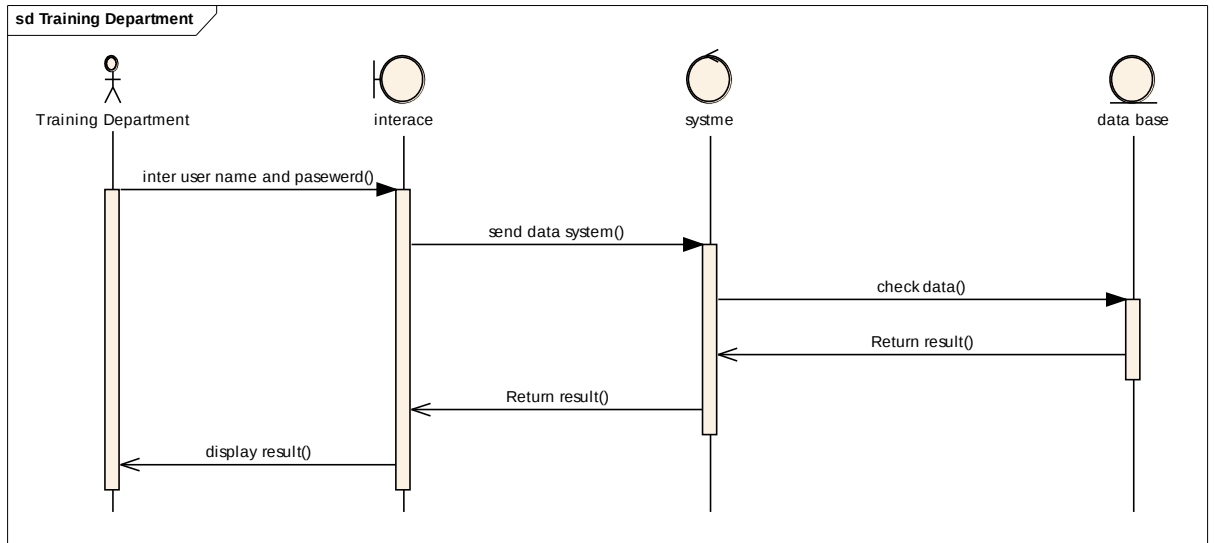 sd Training Department
Training Department
interace
systme
data base
inter user name and pasewerd()
send data system()
check data()
Return result()
Return result()
display result()